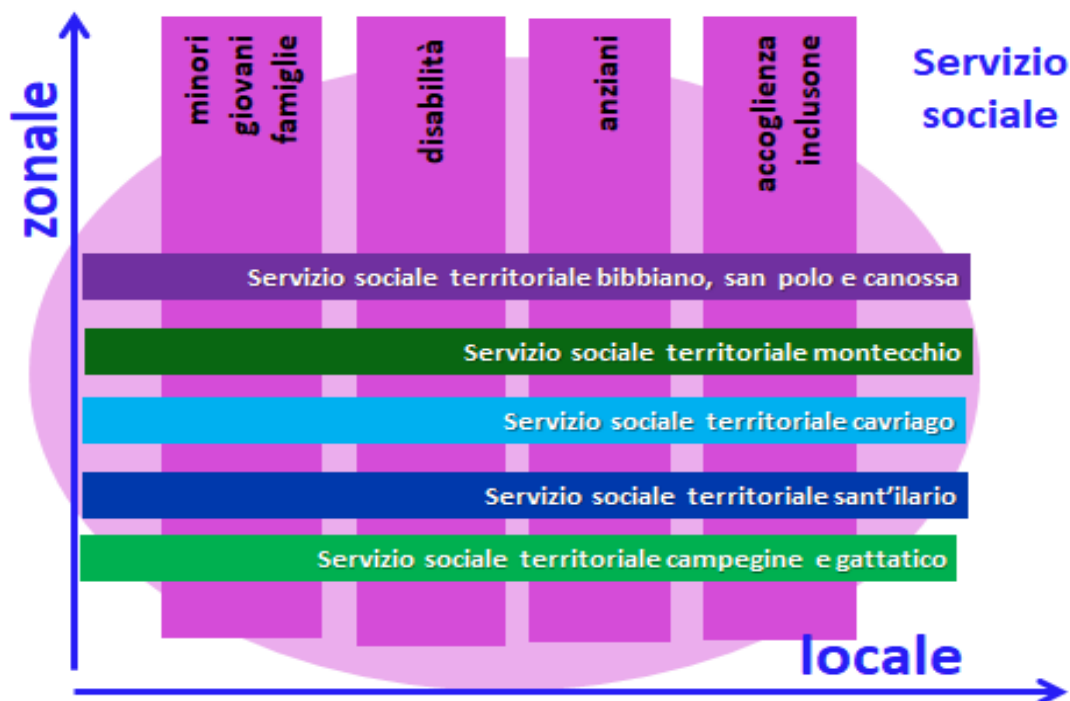 zonale
minori
giovani
famiglie
disabilità
anziani
accoglienza
inclusone
Servizio
sociale
Servizio sociale territoriale bibbiano, san polo e canossa
Servizio sociale territoriale montecchio
Servizio sociale territoriale cavriago
Servizio sociale territoriale sant'ilario
Servizio sociale territoriale campegine e gattatico
locale